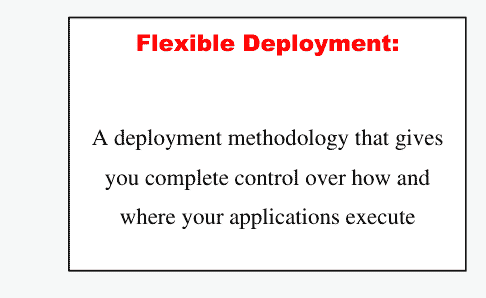 Flexible Deployment:
A deployment methodology that gives
you complete control over how and
where your applications execute